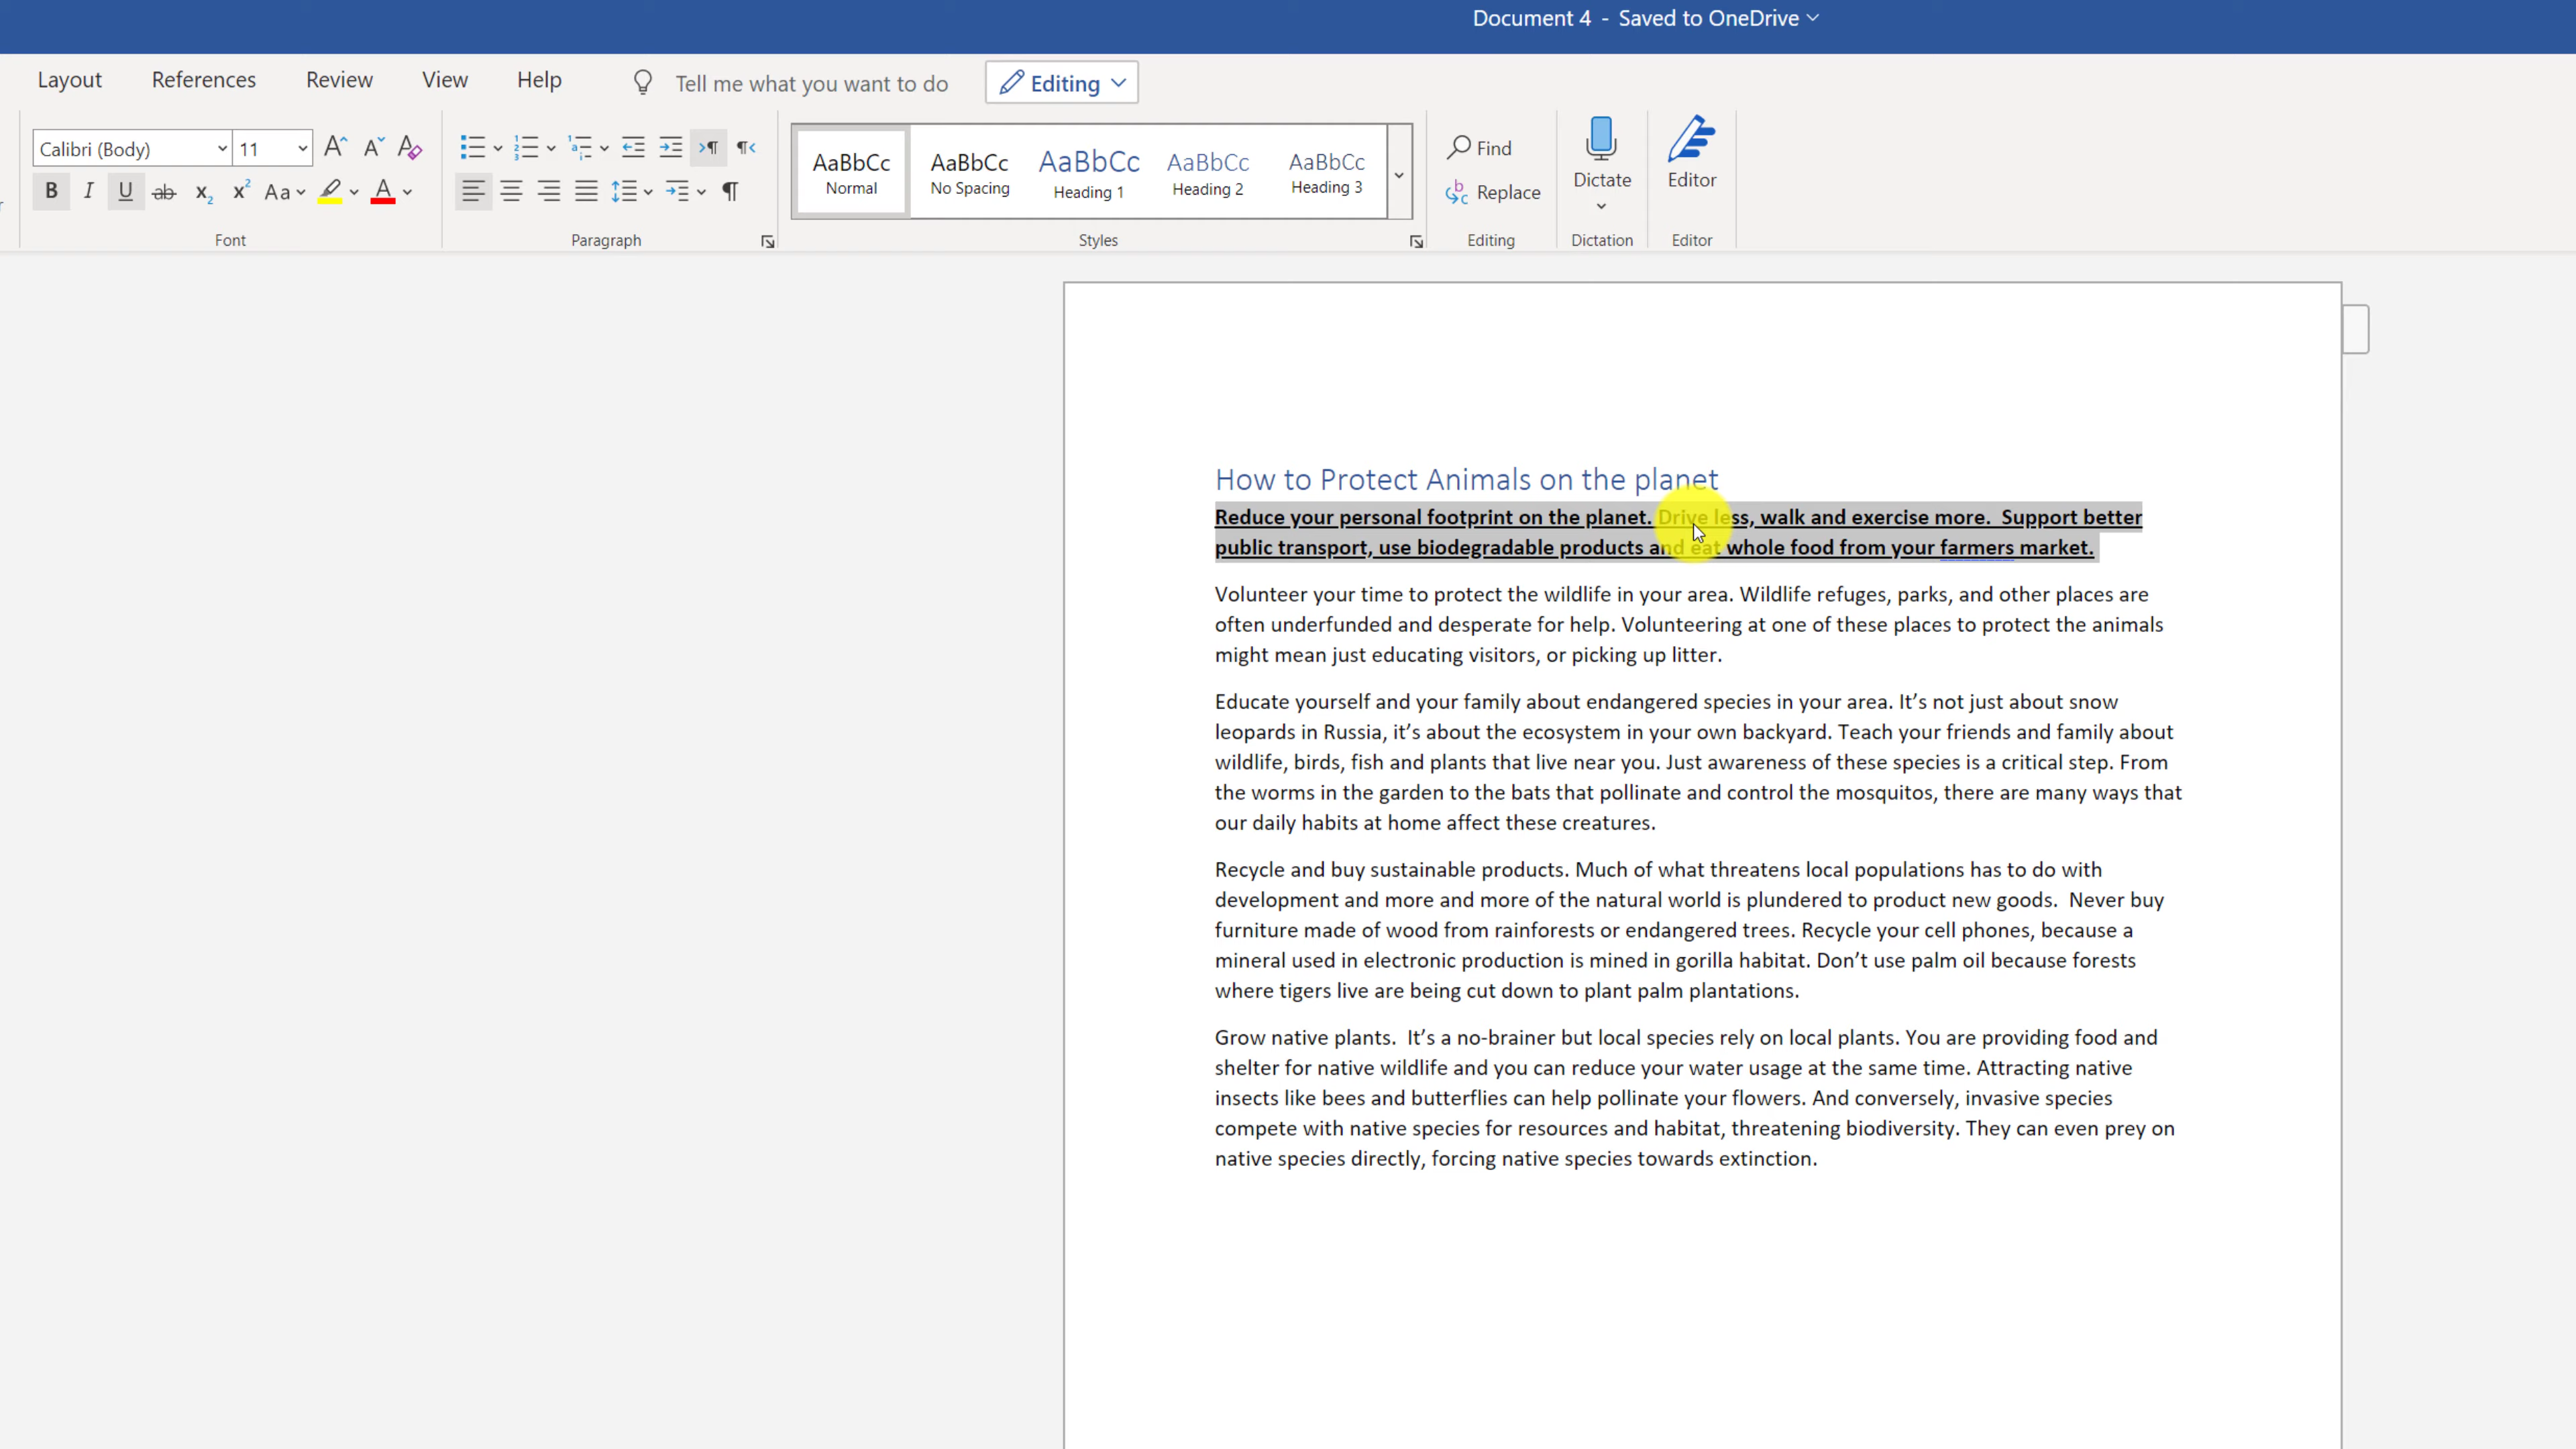 Document 4 - Saved to OneDrive
Layout References Review View Help Tell me what you want to do Editing
Calibri (Body) 11
AaBbCc AaBbCc AaBbCc AaBbCc AaBbCc
Normal No Spacing Heading 1 Heading 2 Heading 3
Find
Replace
Dictate Editor
B I U ab x2 x2 Aa A
Font Paragraph Styles Editing Dictation Editor
How to Protect Animals on the planet
Reduce your personal footprint on the planet. Drive less, walk and exercise more.  Support better
public transport, use biodegradable products and eat whole food from your farmers market.
Volunteer your time to protect the wildlife in your area. Wildlife refuges, parks, and other places are
often underfunded and desperate for help. Volunteering at one of these places to protect the animals
might mean just educating visitors, or picking up litter.
Educate yourself and your family about endangered species in your area. It’s not just about snow
leopards in Russia, it’s about the ecosystem in your own backyard. Teach your friends and family about
wildlife, birds, fish and plants that live near you. Just awareness of these species is a critical step. From
the worms in the garden to the bats that pollinate and control the mosquitos, there are many ways that
our daily habits at home affect these creatures.
Recycle and buy sustainable products. Much of what threatens local populations has to do with
development and more and more of the natural world is plundered to product new goods.  Never buy
furniture made of wood from rainforests or endangered trees. Recycle your cell phones, because a
mineral used in electronic production is mined in gorilla habitat. Don’t use palm oil because forests
where tigers live are being cut down to plant palm plantations.
Grow native plants.  It’s a no-brainer but local species rely on local plants. You are providing food and
shelter for native wildlife and you can reduce your water usage at the same time. Attracting native
insects like bees and butterflies can help pollinate your flowers. And conversely, invasive species
compete with native species for resources and habitat, threatening biodiversity. They can even prey on
native species directly, forcing native species towards extinction.